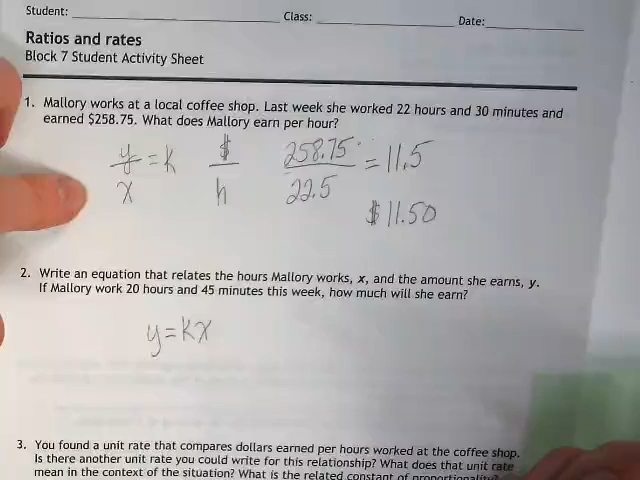 Student: Class: Date:
Ratios and rates
Block 7 Student Activity Sheet
1. Mallory works at a local coffee shop. Last week she worked 22 hours and 30 minutes and
earned $258.75. What does Mallory earn per hour?
y/x = k $/h 258.75/22.5 = 11.5
$11.50
2. Write an equation that relates the hours Mallory works, x, and the amount she earns, y.
If Mallory work 20 hours and 45 minutes this week, how much will she earn?
y=kx
3. You found a unit rate that compares dollars earned per hours worked at the coffee shop.
Is there another unit rate you could write for this relationship? What does that unit rate
mean in the context of the situation? What is the related constant of proportionality?